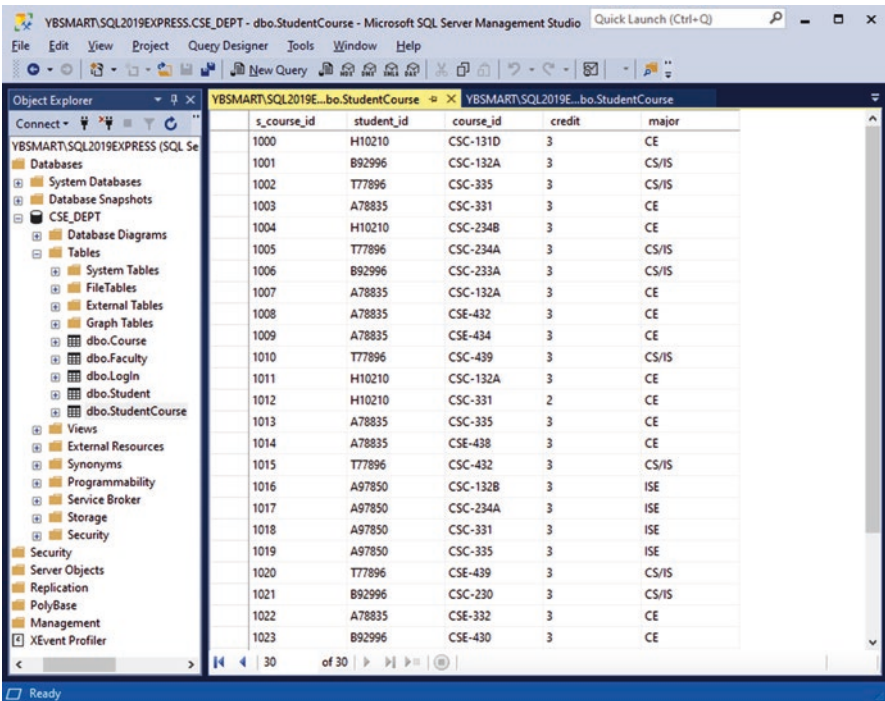 YBSMART\SQL2019EXPRESS.CSE_DEPT - dbo.StudentCourse - Microsoft SQL Server Management Studio
Quick Launch (Ctrl+Q)
File Edit View Project Query Designer Tools Window Help
New Query
Object Explorer
YBSMART\SQL2019E...bo.StudentCourse
YBSMART\SQL2019E...bo.StudentCourse
Connect
YBSMART\SQL2019EXPRESS (SQL Se
Databases
System Databases
Database Snapshots
CSE_DEPT
Database Diagrams
Tables
System Tables
FileTables
External Tables
Graph Tables
dbo.Course
dbo.Faculty
dbo.LogIn
dbo.Student
dbo.StudentCourse
Views
External Resources
Synonyms
Programmability
Service Broker
Storage
Security
Security
Server Objects
Replication
PolyBase
Management
XEvent Profiler
s_course_id student_id course_id credit major
1000 H10210 CSC-131D 3 CE
1001 B92996 CSC-132A 3 CS/IS
1002 T77896 CSC-335 3 CS/IS
1003 A78835 CSC-331 3 CE
1004 H10210 CSC-234B 3 CE
1005 T77896 CSC-234A 3 CS/IS
1006 B92996 CSC-233A 3 CS/IS
1007 A78835 CSC-132A 3 CE
1008 A78835 CSE-432 3 CE
1009 A78835 CSE-434 3 CE
1010 T77896 CSC-439 3 CS/IS
1011 H10210 CSC-132A 3 CE
1012 H10210 CSC-331 2 CE
1013 A78835 CSC-335 3 CE
1014 A78835 CSE-438 3 CE
1015 T77896 CSC-432 3 CS/IS
1016 A97850 CSC-132B 3 ISE
1017 A97850 CSC-234A 3 ISE
1018 A97850 CSC-331 3 ISE
1019 A97850 CSC-335 3 ISE
1020 T77896 CSE-439 3 CS/IS
1021 B92996 CSC-230 3 CS/IS
1022 A78835 CSE-332 3 CE
1023 B92996 CSE-430 3 CE
30 of 30
Ready